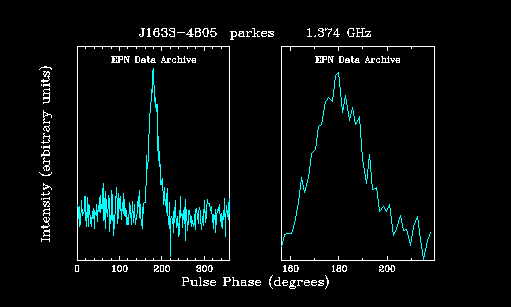 J1633-4805 parkes 1.374 GHz
EPN Data Archive EPN Data Archive
Intensity (arbitrary units)
0 100 200 300 160 180 200
Pulse Phase (degrees)